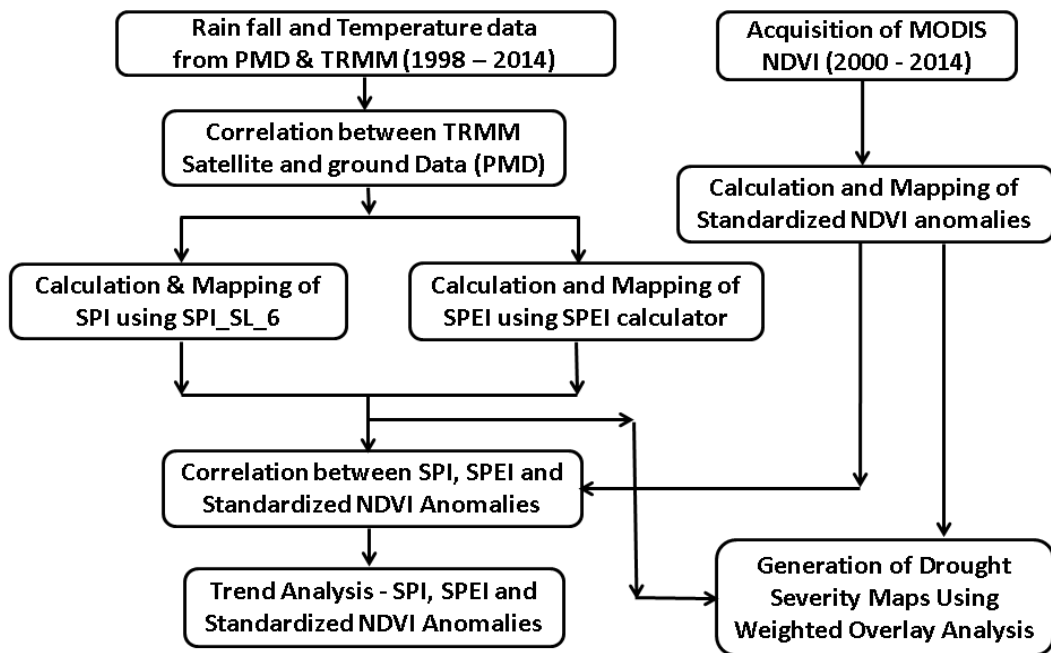 Rain fall and Temperature data
from PMD & TRMM (1998 – 2014)
Acquisition of MODIS
NDVI (2000 - 2014)
Correlation between TRMM
Satellite and ground Data (PMD)
Calculation and Mapping of
Standardized NDVI anomalies
Calculation & Mapping of
SPI using SPI_SL_6
Calculation and Mapping of
SPEI using SPEI calculator
Correlation between SPI, SPEI and
Standardized NDVI Anomalies
Trend Analysis - SPI, SPEI and
Standardized NDVI Anomalies
Generation of Drought
Severity Maps Using
Weighted Overlay Analysis